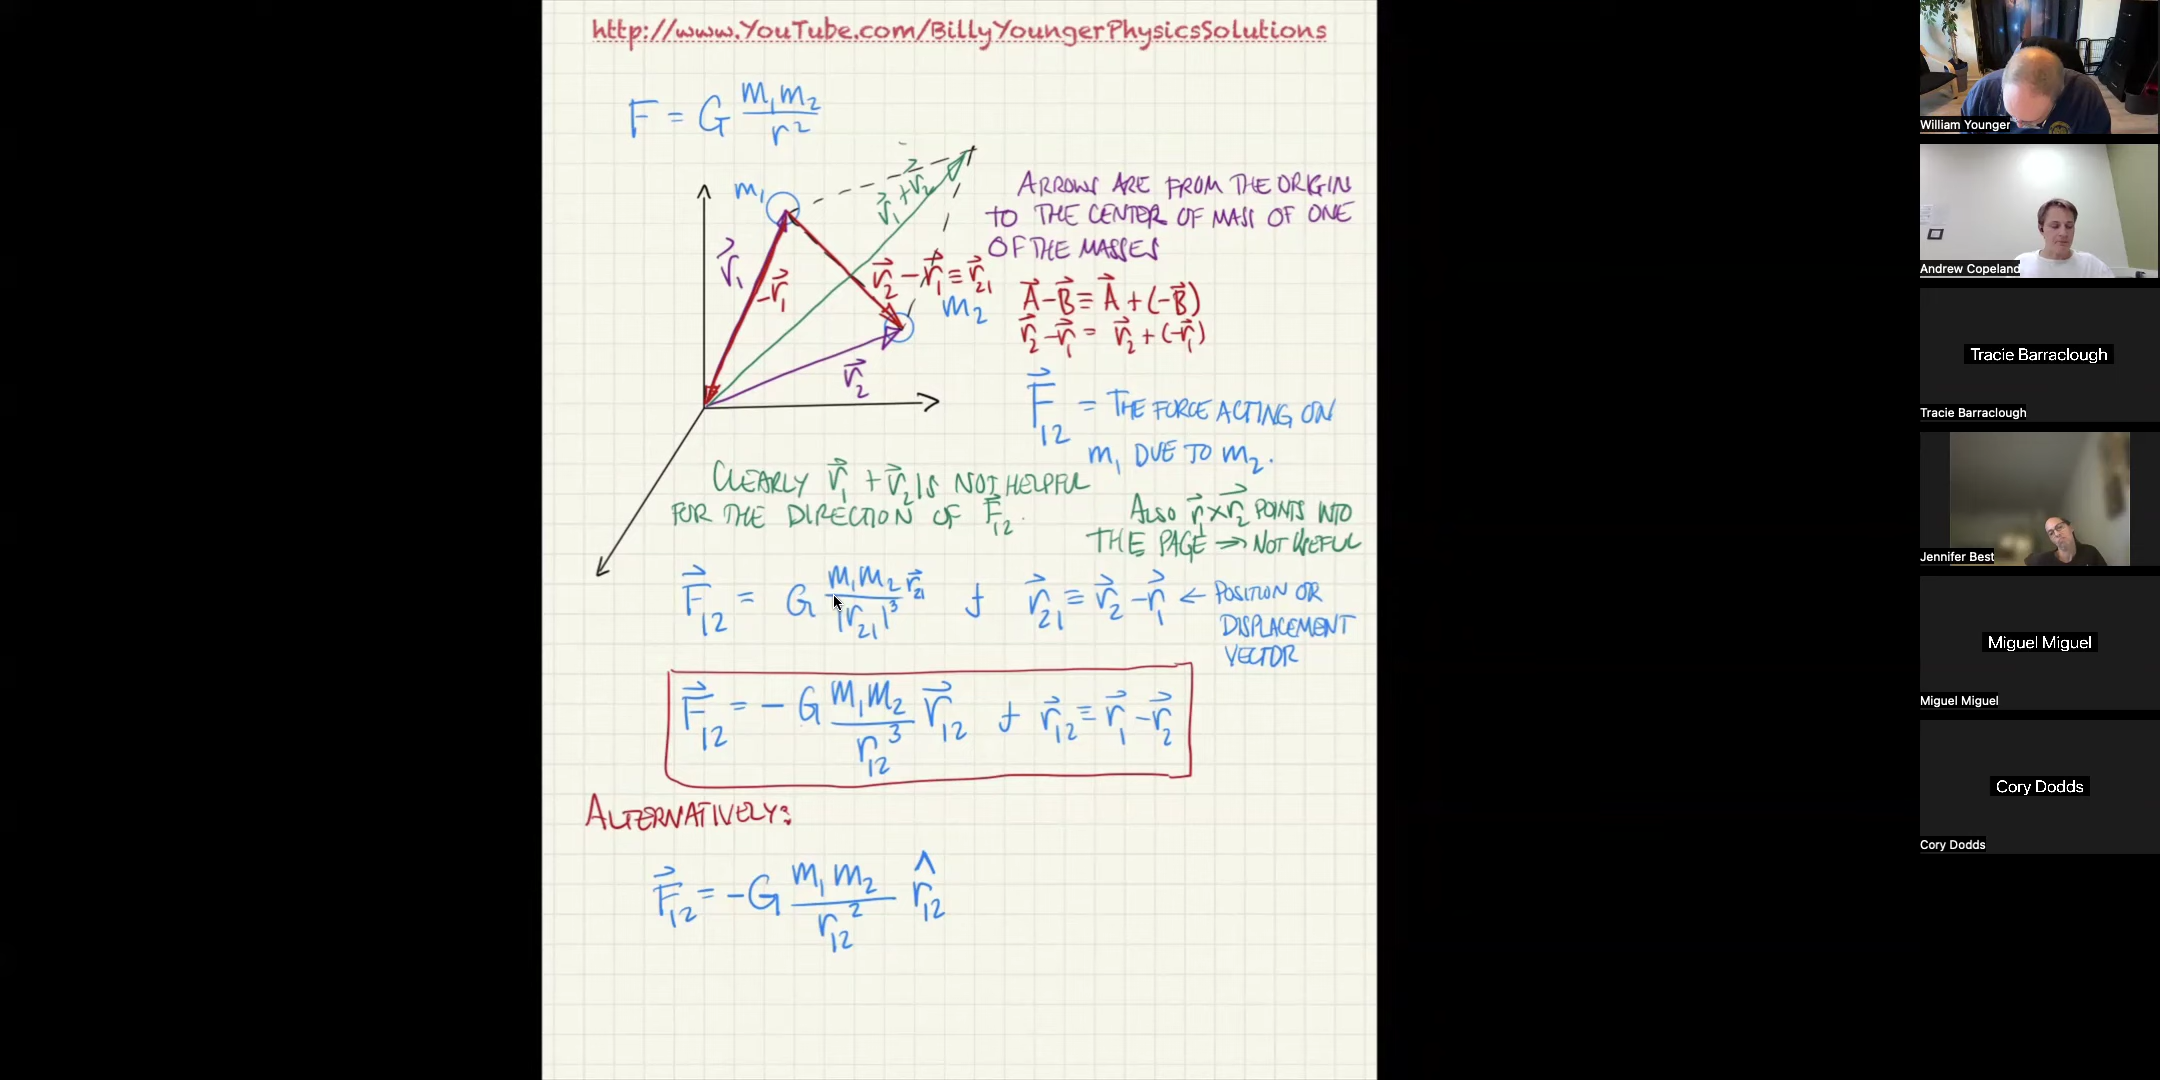 http://www.YouTube.com/BillyYoungerPhysicsSolutions
F = G m₁m₂ / r²
m₁
r⃗₁ + r⃗₂
ARROWS ARE FROM THE ORIGIN
TO THE CENTER OF MASS OF ONE
OF THE MASSES
r⃗₁
-r⃗₁
r⃗₂ - r⃗₁ ≡ r⃗₂₁
m₂
r⃗₂
A⃗ - B⃗ ≡ A⃗ + (-B⃗)
r⃗₂ - r⃗₁ = r⃗₂ + (-r⃗₁)
F⃗₁₂ = THE FORCE ACTING ON
m₁ DUE TO m₂.
CLEARLY r⃗₁ + r⃗₂ IS NOT HELPFUL
FOR THE DIRECTION OF F⃗₁₂.
ALSO r⃗₁ × r⃗₂ POINTS INTO
THE PAGE → NOT USEFUL
F⃗₁₂ = G m₁m₂ r⃗₂₁ / |r₂₁|³ & r⃗₂₁ ≡ r⃗₂ - r⃗₁ ← POSITION OR
DISPLACEMENT
VECTOR
F⃗₁₂ = -G m₁m₂ / r₁₂³ r⃗₁₂ & r⃗₁₂ ≡ r⃗₁ - r⃗₂
ALTERNATIVELY:
F⃗₁₂ = -G m₁m₂ / r₁₂² r̂₁₂
William Younger
Andrew Copeland
Tracie Barraclough
Tracie Barraclough
Jennifer Best
Miguel Miguel
Miguel Miguel
Cory Dodds
Cory Dodds